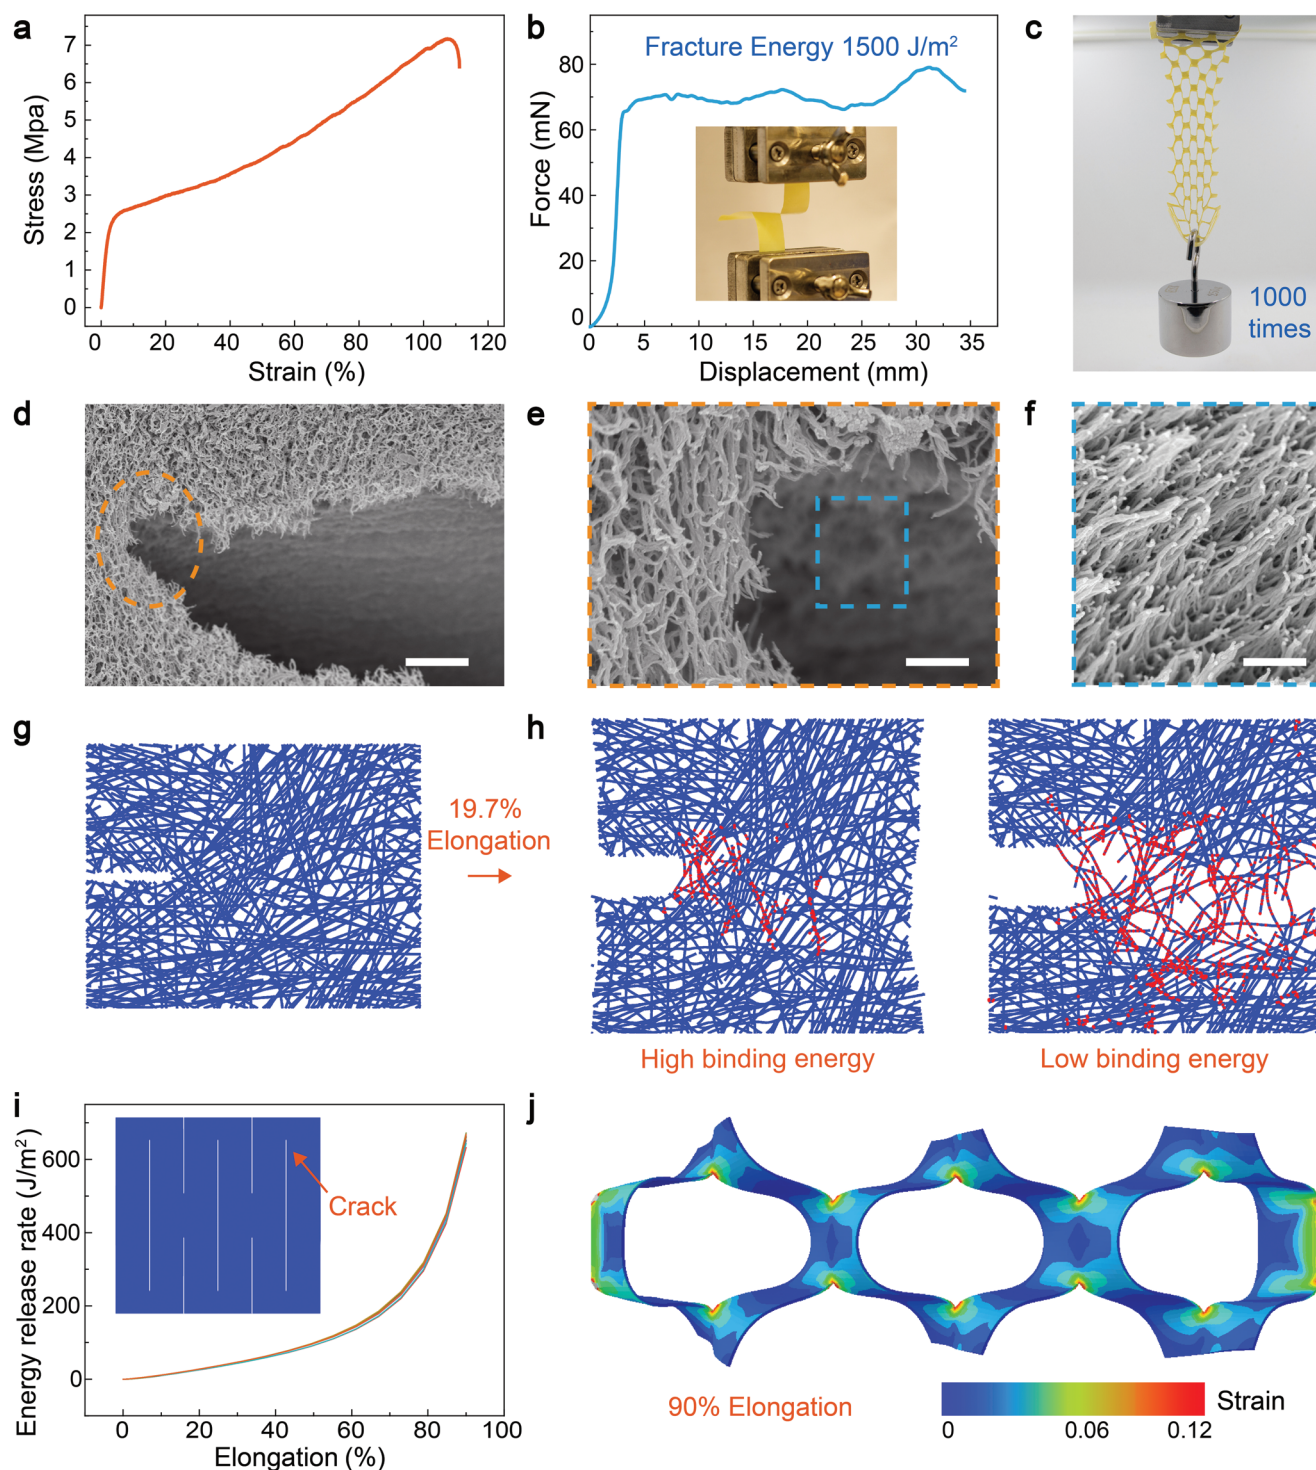 a
7
6
5
4
3
2
1
0
Stress (Mpa)
0 20 40 60 80 100 120
Strain (%)
b
Fracture Energy 1500 J/m²
80
60
40
20
0
Force (mN)
0 5 10 15 20 25 30 35
Displacement (mm)
c
1000
times
d
e
f
g
19.7%
Elongation
h
High binding energy
Low binding energy
i
600
400
200
0
Energy release rate (J/m²)
Crack
0 20 40 60 80 100
Elongation (%)
j
90% Elongation
Strain
0 0.06 0.12